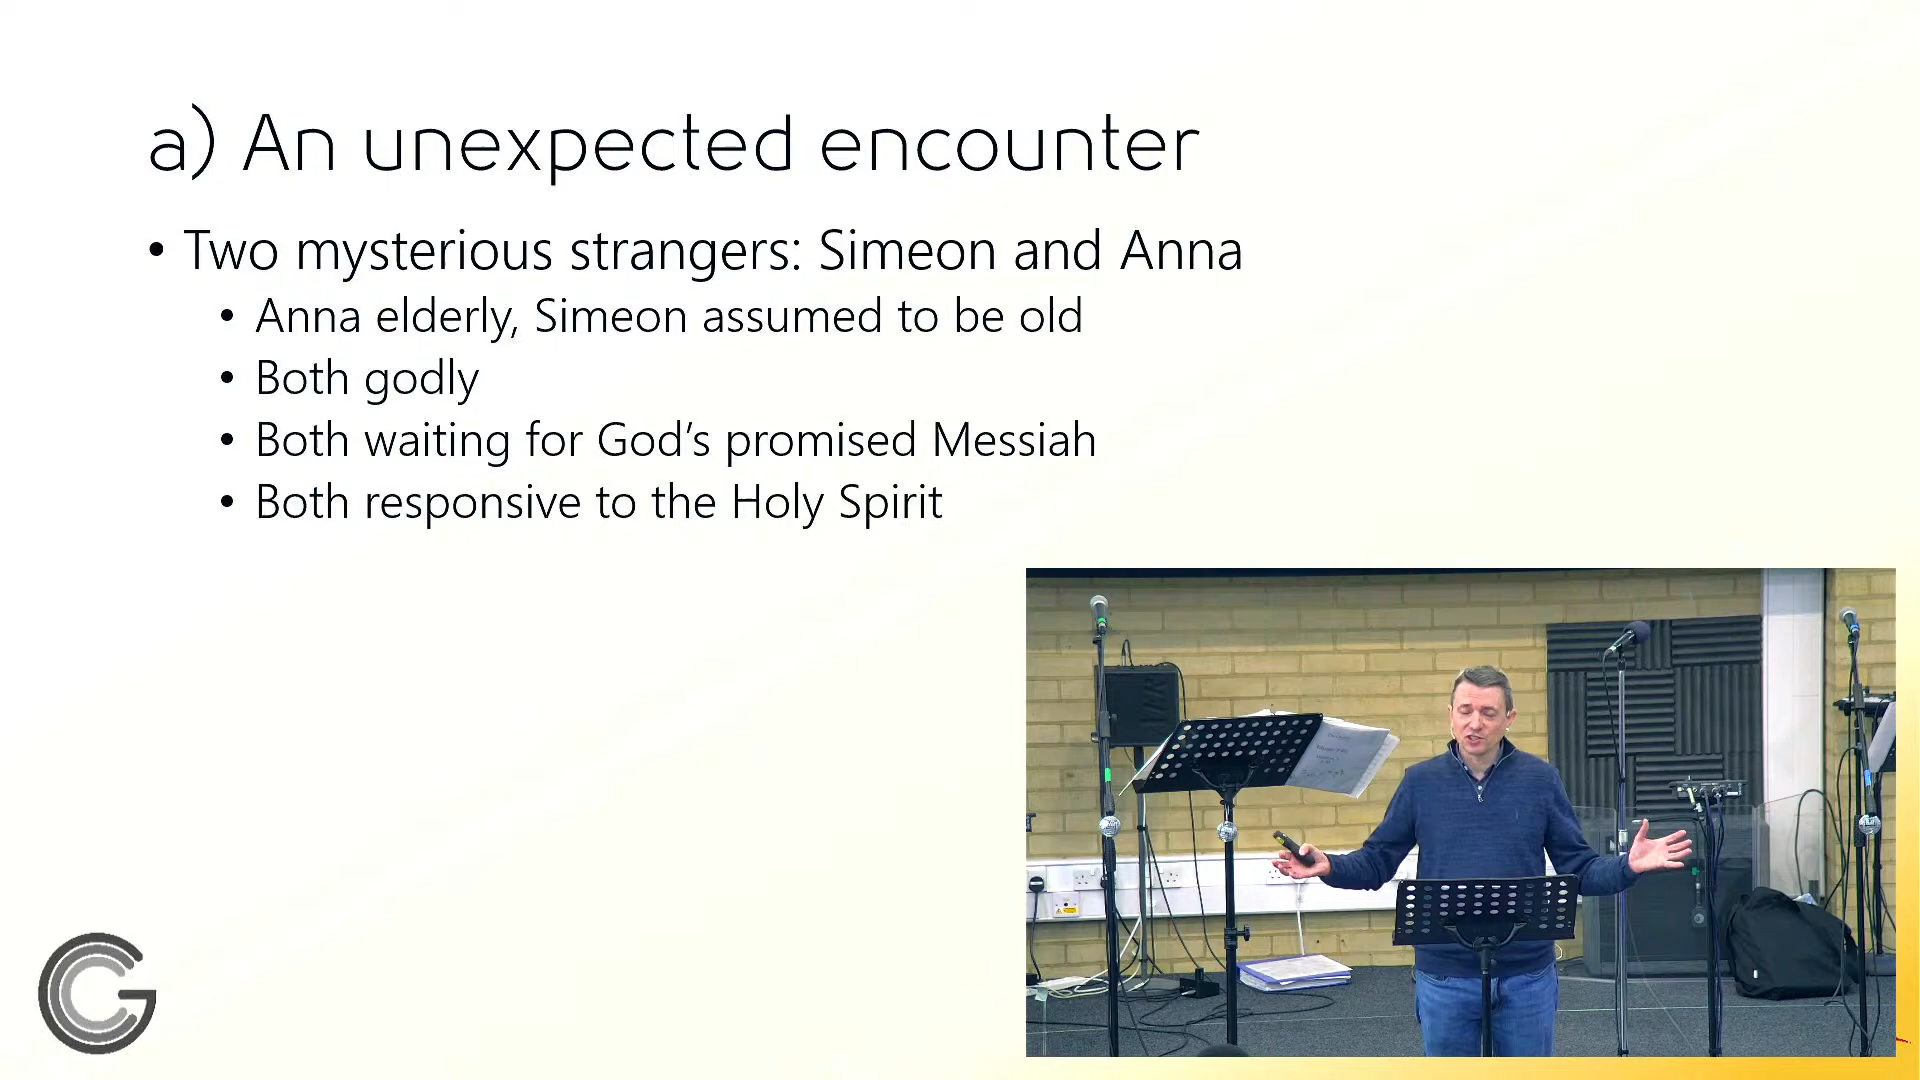 a) An unexpected encounter
• Two mysterious strangers: Simeon and Anna
• Anna elderly, Simeon assumed to be old
• Both godly
• Both waiting for God’s promised Messiah
• Both responsive to the Holy Spirit